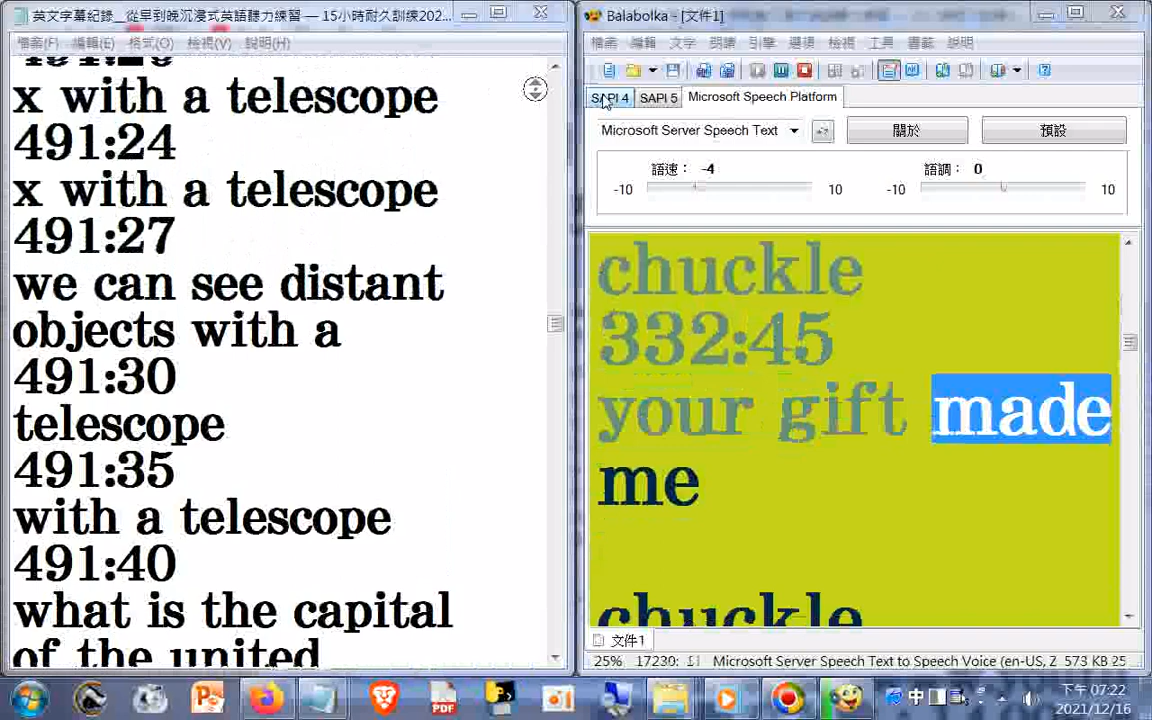 英文字幕紀錄__從早到晚沉浸式英語聽力練習 — 15小時耐久訓練202...
檔案(F) 編輯(E) 格式(O) 檢視(V) 說明(H)
x with a telescope
491:24
x with a telescope
491:27
we can see distant
objects with a
491:30
telescope
491:35
with a telescope
491:40
what is the capital
of the united
Balabolka - [文件1]
檔案 編輯 文字 朗讀 引擎 選項 檢視 工具 書籤 說明
SAPI 4 SAPI 5 Microsoft Speech Platform
Microsoft Server Speech Text 關於 預設
語速： -4 語調： 0
-10 10 -10 10
chuckle
332:45
your gift made
me
chuckle
文件1
25% 17230: Microsoft Server Speech Text to Speech Voice (en-US, Z 573 KB 25
PDF 中 下午 07:22
2021/12/16